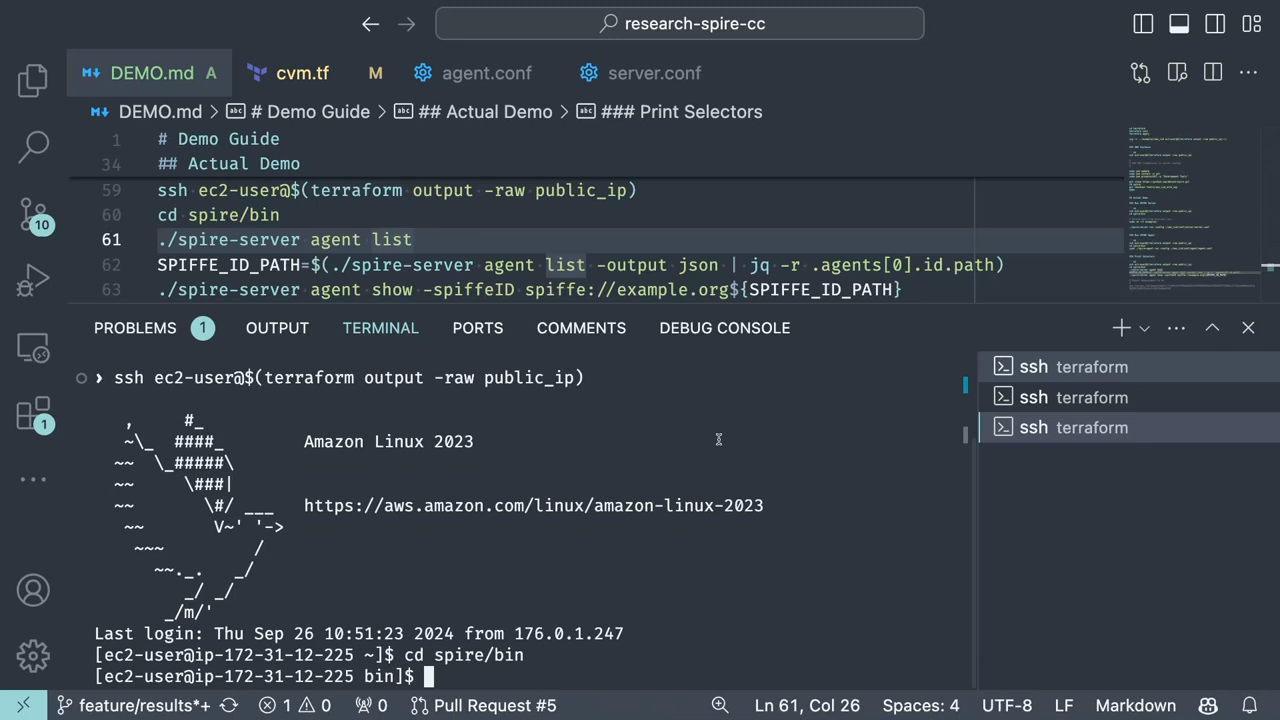 research-spire-cc
DEMO.md A
cvm.tf M
agent.conf
server.conf
DEMO.md > # Demo Guide > ## Actual Demo > ### Print Selectors
1 # Demo Guide
34 ## Actual Demo
59 ssh ec2-user@$(terraform output -raw public_ip)
60 cd spire/bin
61 ./spire-server agent list
62 SPIFFE_ID_PATH=$(./spire-server agent list -output json | jq -r .agents[0].id.path)
63 ./spire-server agent show -spiffeID spiffe://example.org${SPIFFE_ID_PATH}
10
1
PROBLEMS 1 OUTPUT TERMINAL PORTS COMMENTS DEBUG CONSOLE
ssh terraform
ssh terraform
ssh terraform
› ssh ec2-user@$(terraform output -raw public_ip)
   ,     #_
   ~\_  ####_        Amazon Linux 2023
  ~~  \_#####\
  ~~     \###|
  ~~       \#/ ___   https://aws.amazon.com/linux/amazon-linux-2023
   ~~       V~' '->
    ~~~         /
      ~~._.   _/
         _/ _/
       _/m/'
Last login: Thu Sep 26 10:51:23 2024 from 176.0.1.247
[ec2-user@ip-172-31-12-225 ~]$ cd spire/bin
[ec2-user@ip-172-31-12-225 bin]$
feature/results*+ 1 0 0 Pull Request #5 Ln 61, Col 26 Spaces: 4 UTF-8 LF Markdown